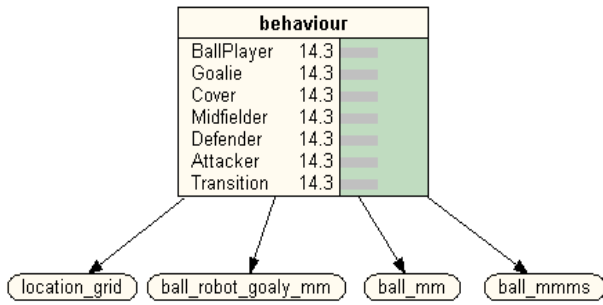 behaviour
BallPlayer 14.3
Goalie 14.3
Cover 14.3
Midfielder 14.3
Defender 14.3
Attacker 14.3
Transition 14.3
location_grid ball_robot_goaly_mm ball_mm ball_mmms